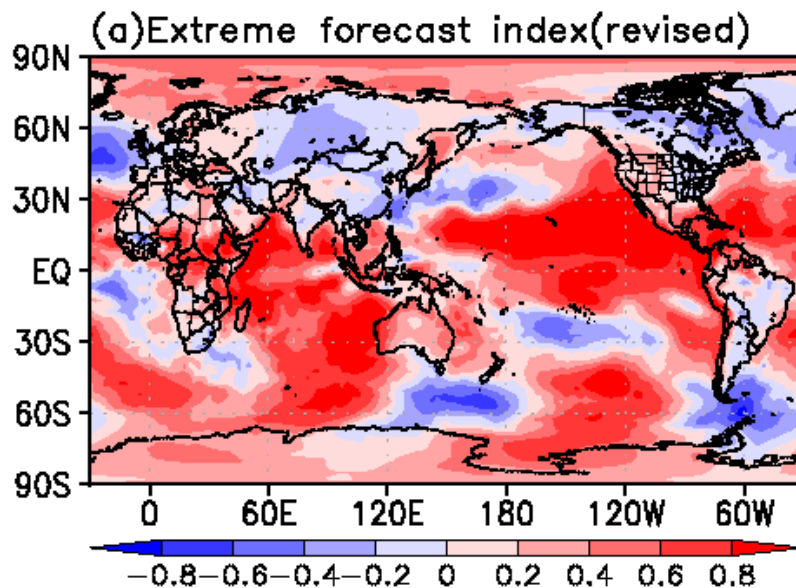 (a)Extreme forecast index(revised)
90N
60N
30N
EQ
30S
60S
90S
0 60E 120E 180 120W 60W
-0.8 -0.6 -0.4 -0.2 0 0.2 0.4 0.6 0.8